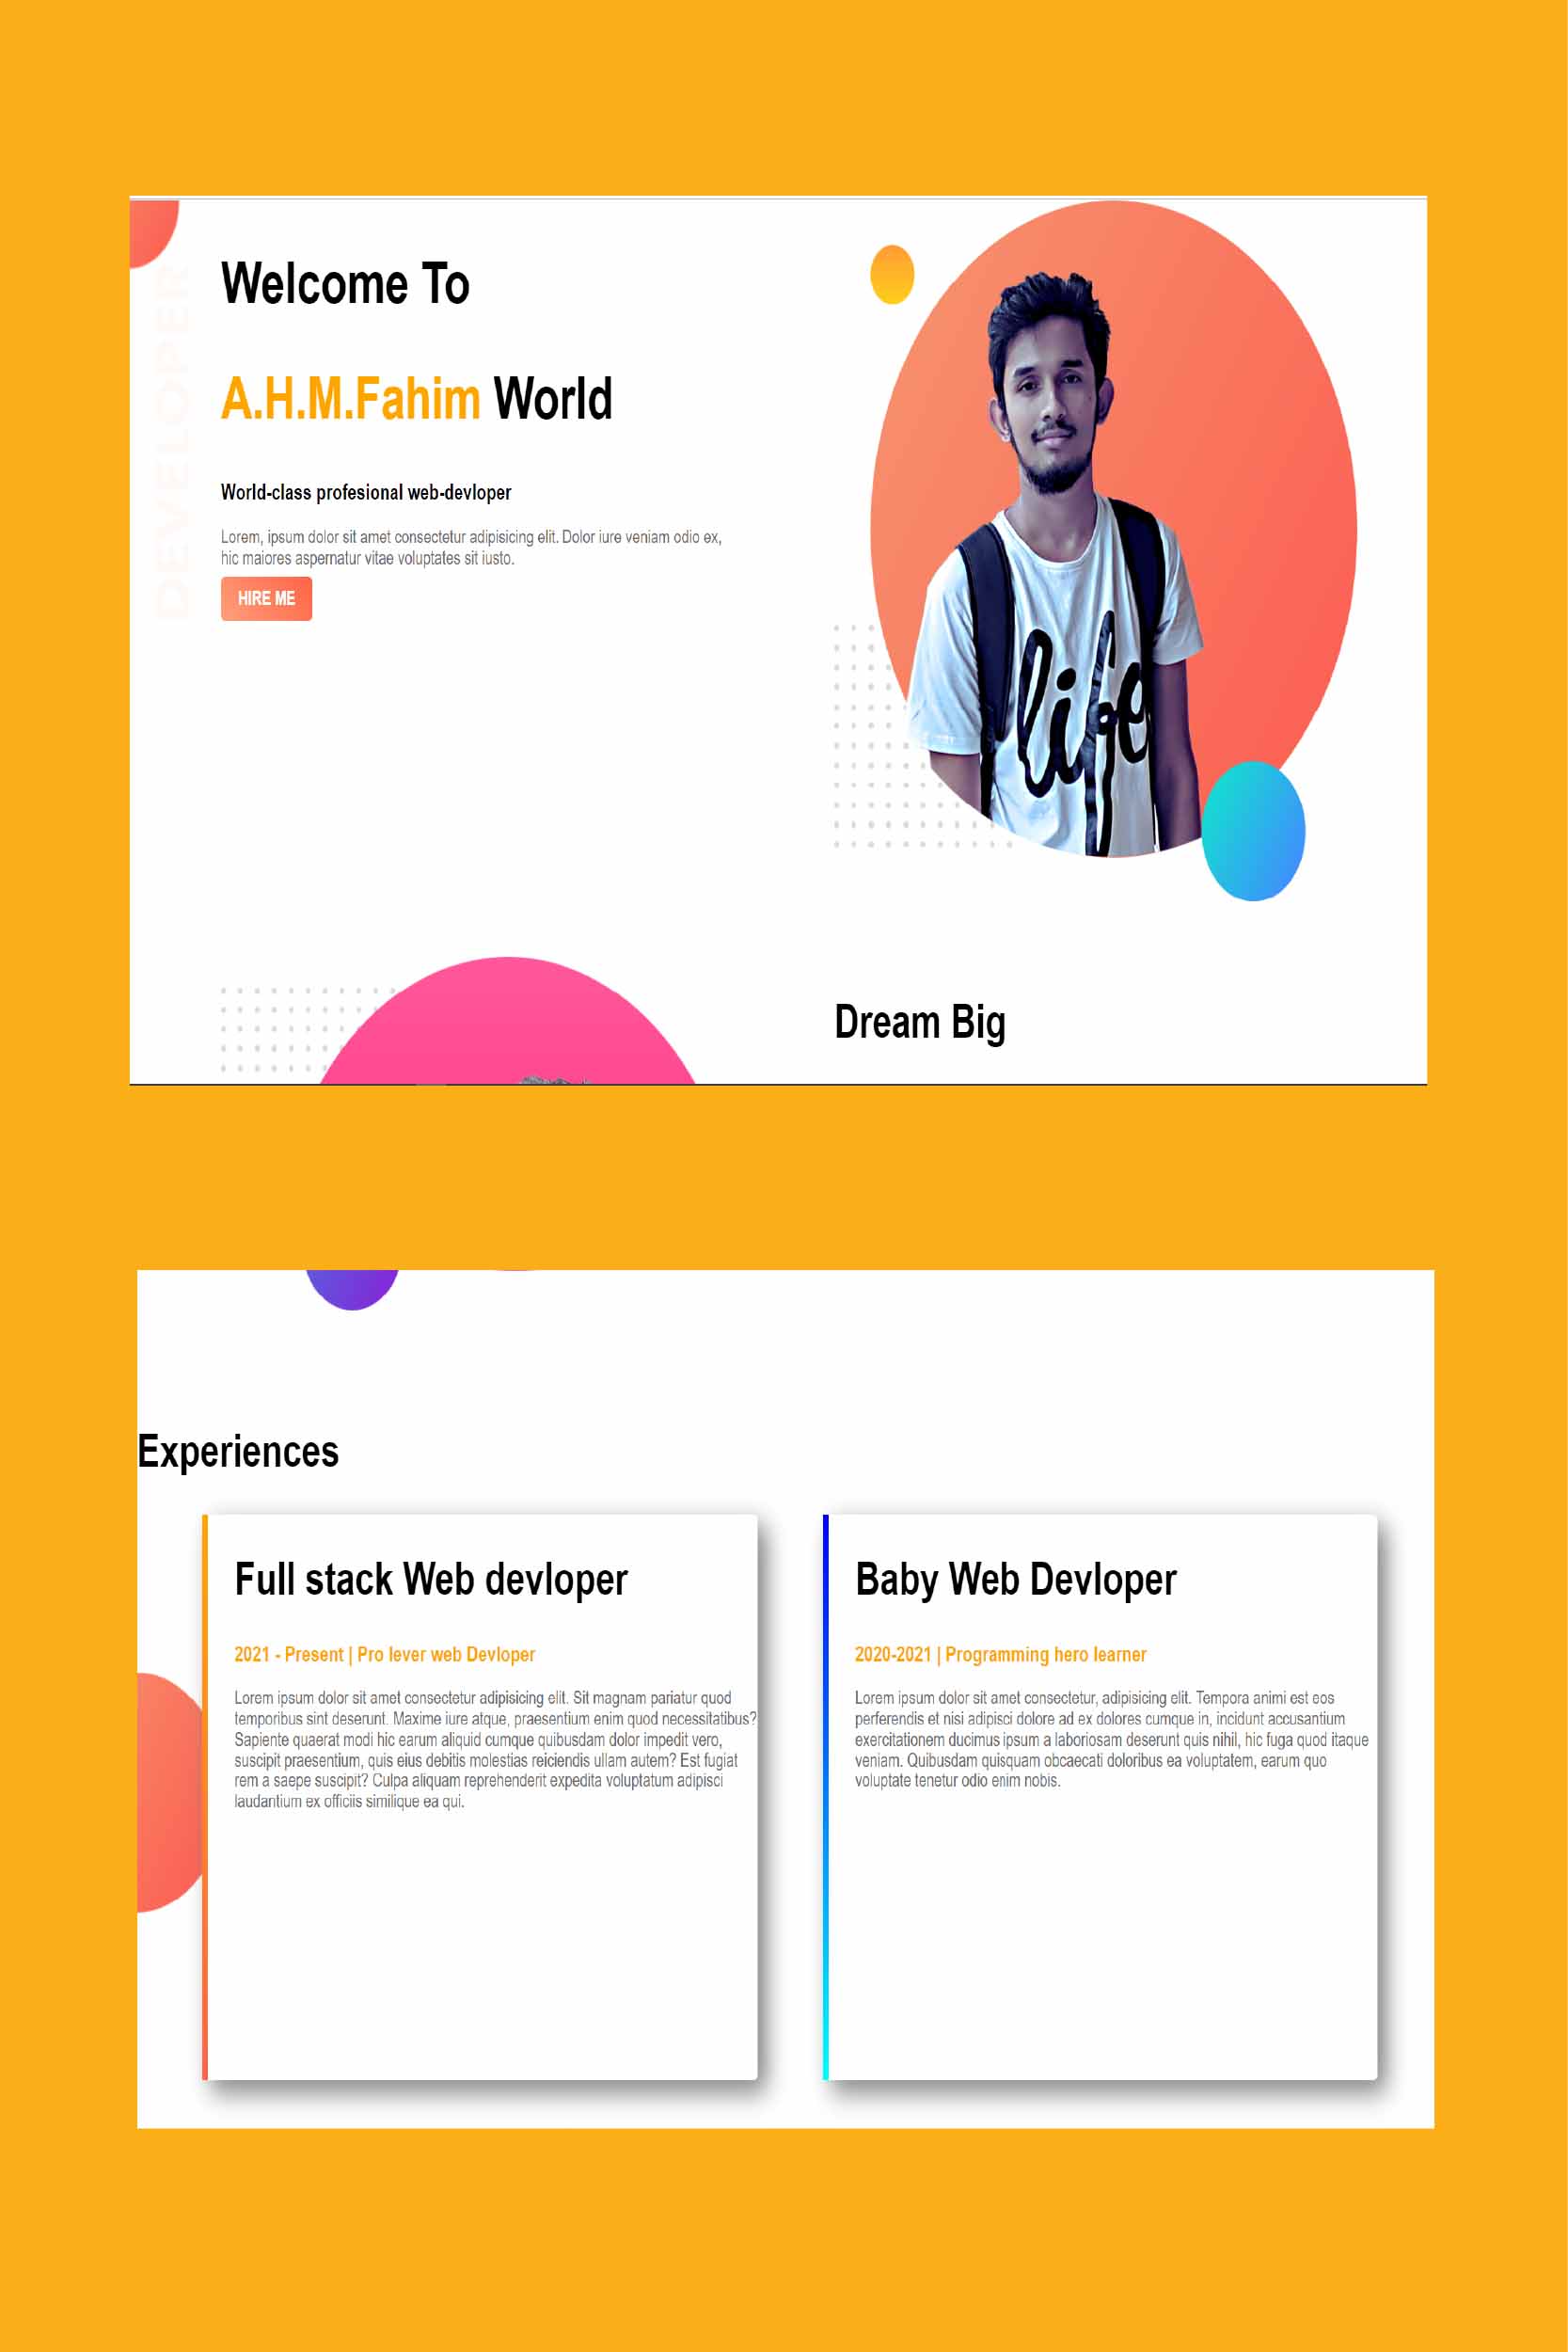 DEVELOPER
Welcome To
A.H.M.Fahim World
World-class profesional web-devloper
Lorem, ipsum dolor sit amet consectetur adipisicing elit. Dolor iure veniam odio ex,
hic maiores aspernatur vitae voluptates sit iusto.
HIRE ME
life
Dream Big
Experiences
Full stack Web devloper
2021 - Present | Pro lever web Devloper
Lorem ipsum dolor sit amet consectetur adipisicing elit. Sit magnam pariatur quod
temporibus sint deserunt. Maxime iure atque, praesentium enim quod necessitatibus?
Sapiente quaerat modi hic earum aliquid cumque quibusdam dolor impedit vero,
suscipit praesentium, quis eius debitis molestias reiciendis ullam autem? Est fugiat
rem a saepe suscipit? Culpa aliquam reprehenderit expedita voluptatum adipisci
laudantium ex officiis similique ea qui.
Baby Web Devloper
2020-2021 | Programming hero learner
Lorem ipsum dolor sit amet consectetur, adipisicing elit. Tempora animi est eos
perferendis et nisi adipisci dolore ad ex dolores cumque in, incidunt accusantium
exercitationem ducimus ipsum a laboriosam deserunt quis nihil, hic fuga quod itaque
veniam. Quibusdam quisquam obcaecati doloribus ea voluptatem, earum quo
voluptate tenetur odio enim nobis.